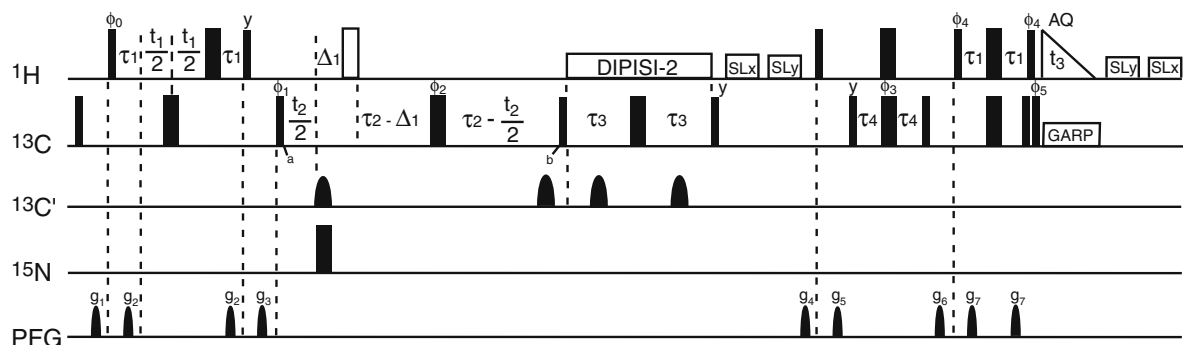 ϕ0 y ϕ4 ϕ4 AQ
1H τ1 t1/2 t1/2 τ1 Δ1 DIPISI-2 SLx SLy τ1 τ1 t3 SLy SLx
ϕ1 ϕ2 y y ϕ3 ϕ5
13C t2/2 τ2 - Δ1 τ2 - t2/2 τ3 τ3 τ4 τ4 GARP
a b
13C'
15N
g1 g2 g2 g3 g4 g5 g6 g7 g7
PFG